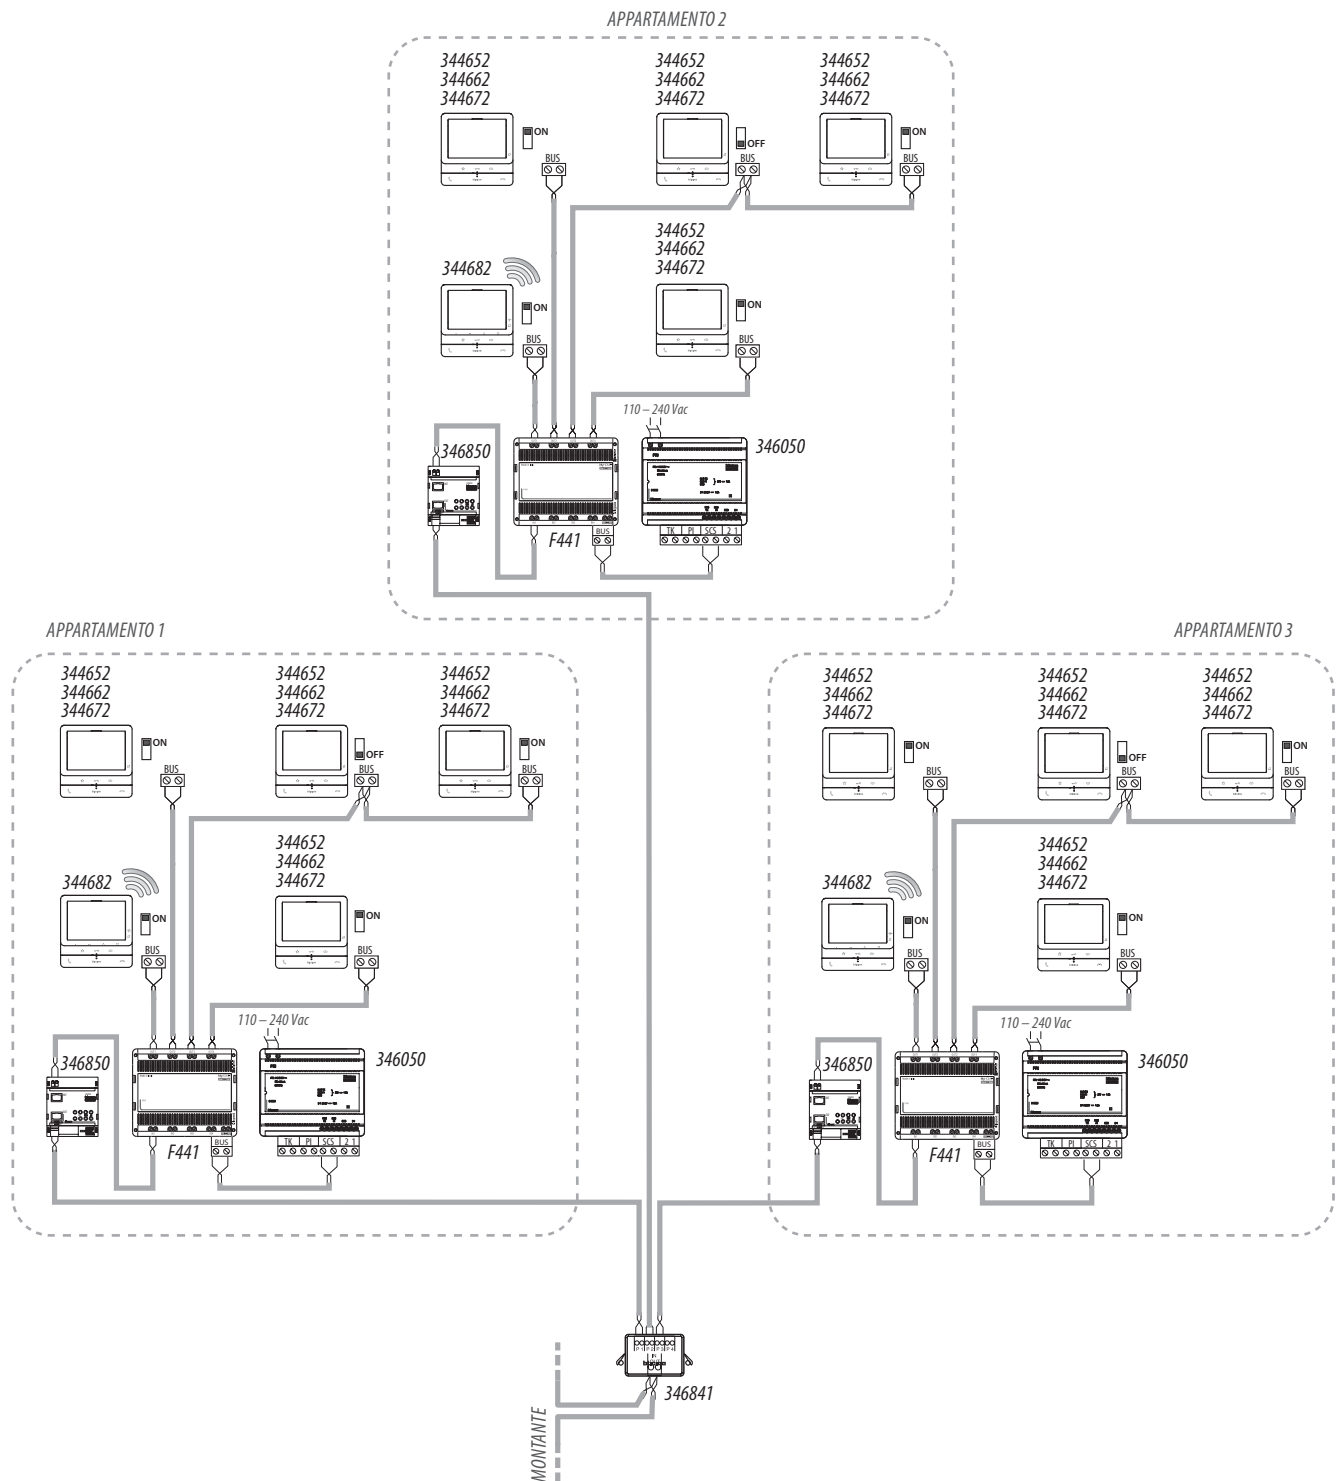 APPARTAMENTO 2
344652
344662
344672
ON
BUS
344652
344662
344672
OFF
BUS
344652
344662
344672
ON
BUS
344682
ON
BUS
344652
344662
344672
ON
BUS
110 – 240 Vac
346850
F441
BUS
346050
TK PI SCS 2 1
APPARTAMENTO 1
344652
344662
344672
ON
BUS
344652
344662
344672
OFF
BUS
344652
344662
344672
ON
BUS
344682
ON
BUS
344652
344662
344672
ON
BUS
110 – 240 Vac
346850
F441
BUS
346050
TK PI SCS 2 1
APPARTAMENTO 3
344652
344662
344672
ON
BUS
344652
344662
344672
OFF
BUS
344652
344662
344672
ON
BUS
344682
ON
BUS
344652
344662
344672
ON
BUS
110 – 240 Vac
346850
F441
BUS
346050
TK PI SCS 2 1
P 1 P 2 P 3 P 4
IN
346841
MONTANTE